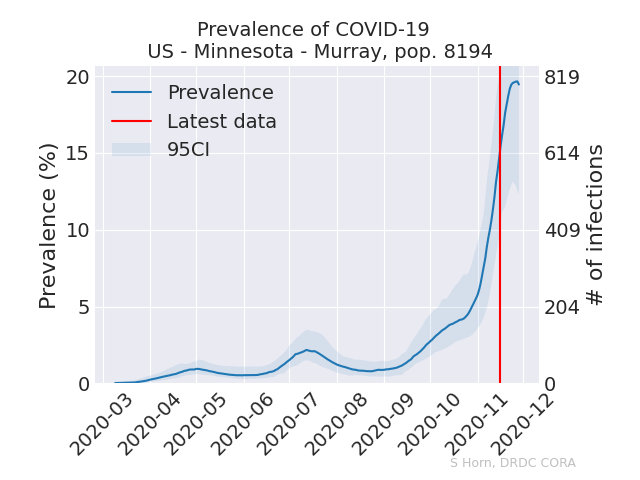 Prevalence of COVID-19
US - Minnesota - Murray, pop. 8194
Prevalence
Latest data
95CI
Prevalence (%)
20
15
10
5
0
819
614
409
204
0
# of infections
2020-03
2020-04
2020-05
2020-06
2020-07
2020-08
2020-09
2020-10
2020-11
2020-12
S Horn, DRDC CORA